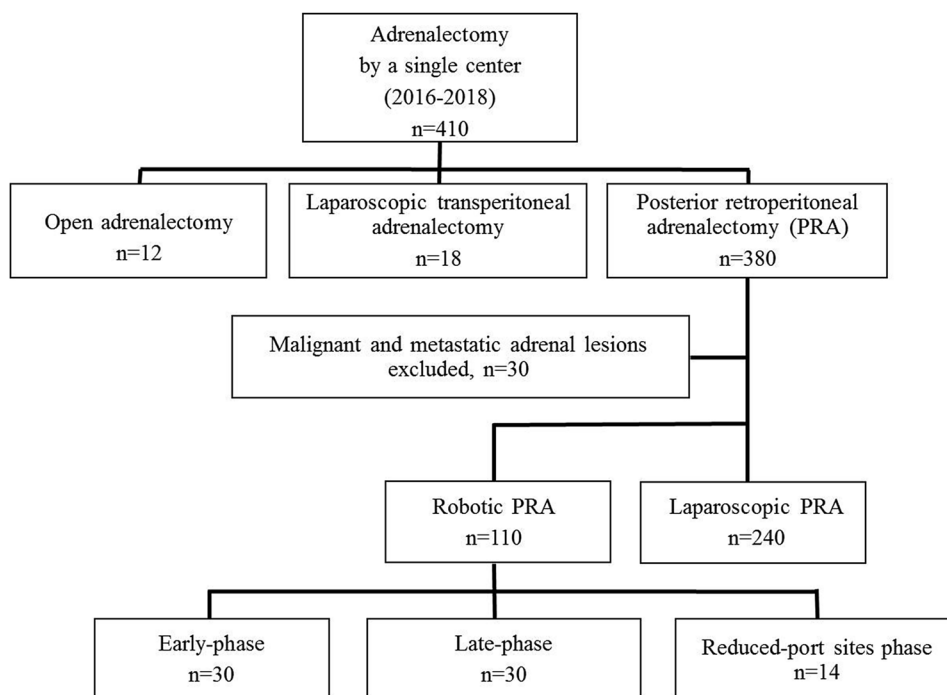 Adrenalectomy
by a single center
(2016-2018)
n=410
Open adrenalectomy
n=12
Laparoscopic transperitoneal
adrenalectomy
n=18
Posterior retroperitoneal
adrenalectomy (PRA)
n=380
Malignant and metastatic adrenal lesions
excluded, n=30
Robotic PRA
n=110
Laparoscopic PRA
n=240
Early-phase
n=30
Late-phase
n=30
Reduced-port sites phase
n=14